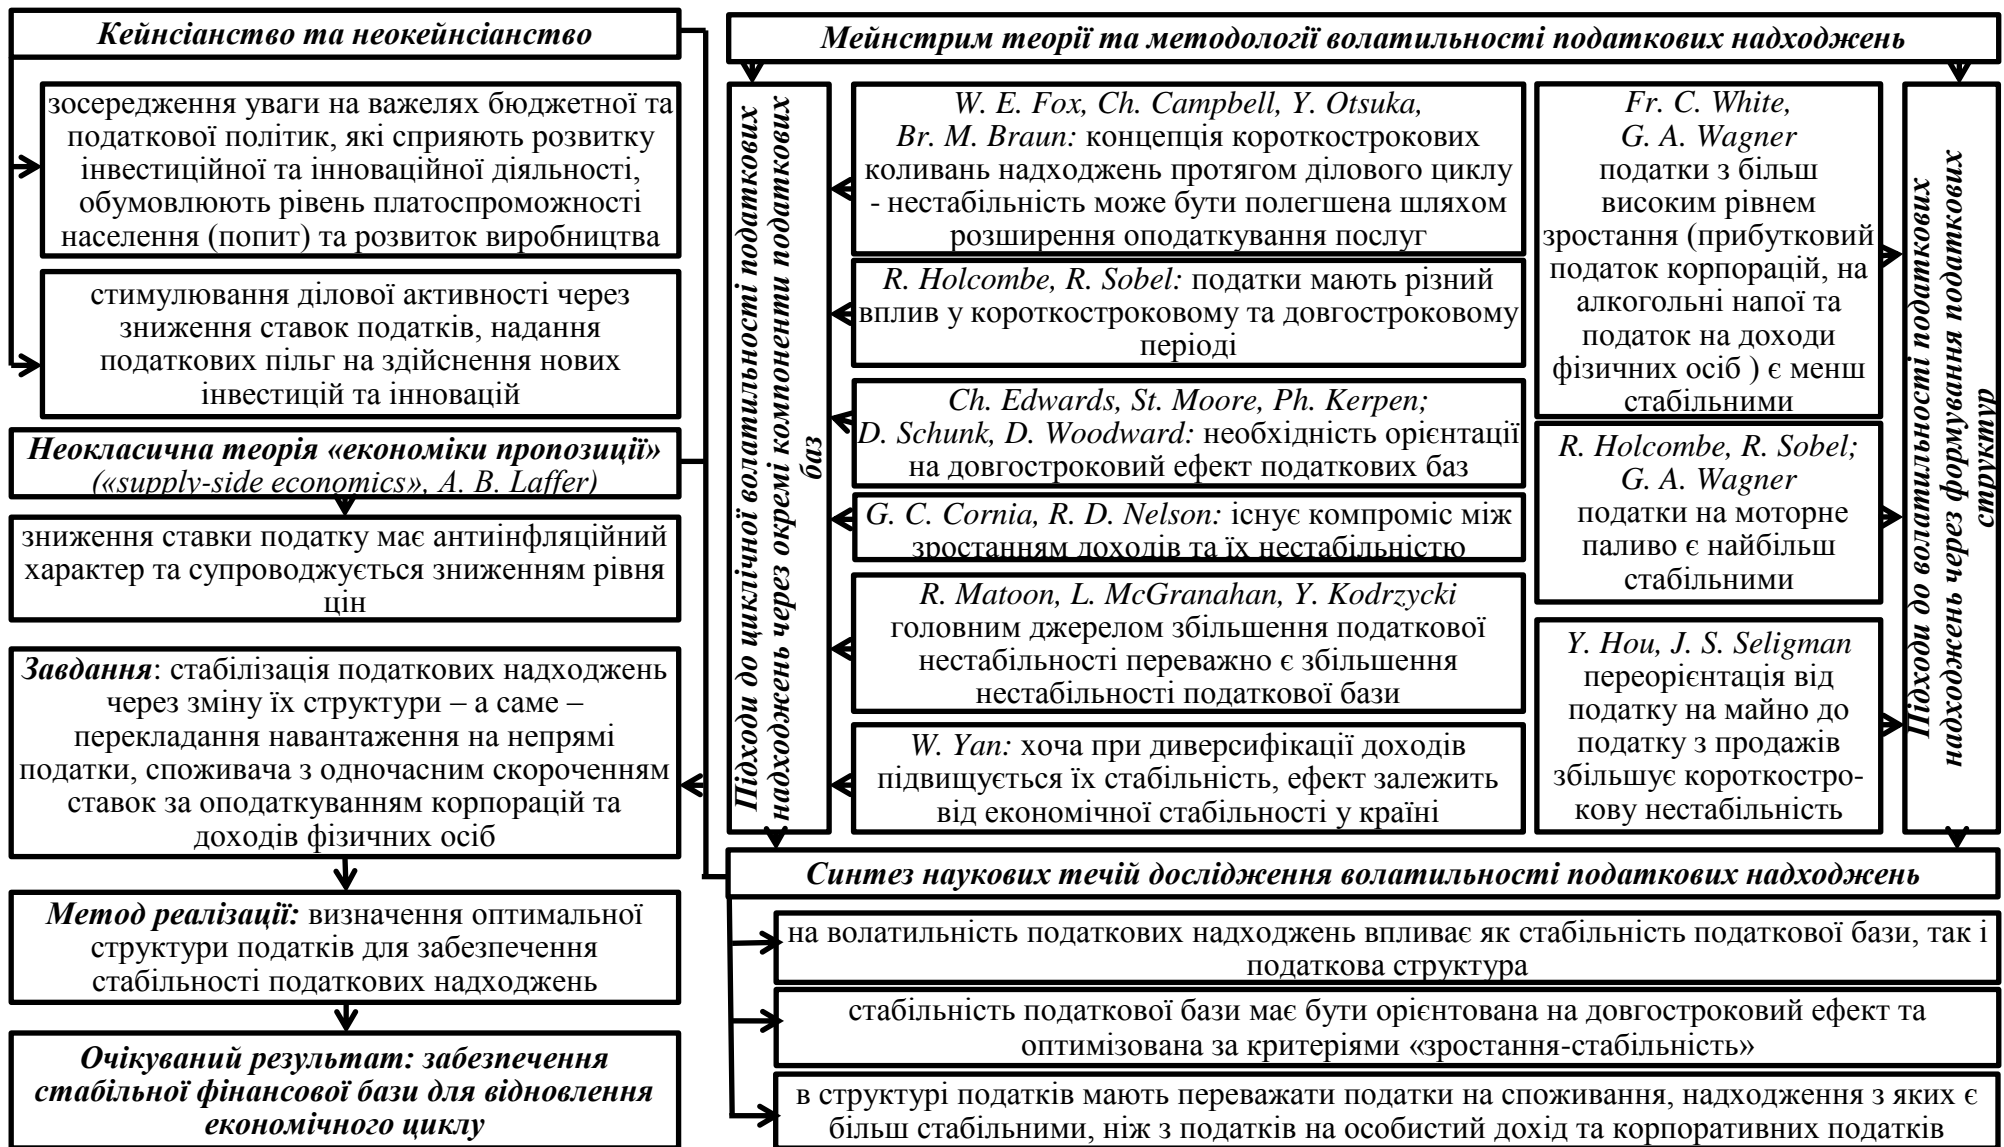 Кейнсіанство та неокейнсіанство
зосередження уваги на важелях бюджетної та
податкової політик, які сприяють розвитку
інвестиційної та інноваційної діяльності,
обумовлюють рівень платоспроможності
населення (попит) та розвиток виробництва
стимулювання ділової активності через
зниження ставок податків, надання
податкових пільг на здійснення нових
інвестицій та інновацій
Неокласична теорія «економіки пропозиції»
(«supply-side economics», A. B. Laffer)
зниження ставки податку має антиінфляційний
характер та супроводжується зниженням рівня
цін
Завдання: стабілізація податкових надходжень
через зміну їх структури – а саме –
перекладання навантаження на непрямі
податки, споживача з одночасним скороченням
ставок за оподаткуванням корпорацій та
доходів фізичних осіб
Метод реалізації: визначення оптимальної
структури податків для забезпечення
стабільності податкових надходжень
Очікуваний результат: забезпечення
стабільної фінансової бази для відновлення
економічного циклу
Мейнстрим теорії та методології волатильності податкових надходжень
Підходи до циклічної волатильності податкових
надходжень через окремі компоненти податкових
баз
W. E. Fox, Ch. Campbell, Y. Otsuka,
Br. M. Braun: концепція короткострокових
коливань надходжень протягом ділового циклу
- нестабільність може бути полегшена шляхом
розширення оподаткування послуг
R. Holcombe, R. Sobel: податки мають різний
вплив у короткостроковому та довгостроковому
періоді
Ch. Edwards, St. Moore, Ph. Kerpen;
D. Schunk, D. Woodward: необхідність орієнтації
на довгостроковий ефект податкових баз
G. C. Cornia, R. D. Nelson: існує компроміс між
зростанням доходів та їх нестабільністю
R. Matoon, L. McGranahan, Y. Kodrzycki
головним джерелом збільшення податкової
нестабільності переважно є збільшення
нестабільності податкової бази
W. Yan: хоча при диверсифікації доходів
підвищується їх стабільність, ефект залежить
від економічної стабільності у країні
Fr. C. White,
G. A. Wagner
податки з більш
високим рівнем
зростання (прибутковий
податок корпорацій, на
алкогольні напої та
податок на доходи
фізичних осіб ) є менш
стабільними
R. Holcombe, R. Sobel;
G. A. Wagner
податки на моторне
паливо є найбільш
стабільними
Y. Hou, J. S. Seligman
переорієнтація від
податку на майно до
податку з продажів
збільшує короткостро-
кову нестабільність
Підходи до волатильності податкових
надходжень через формування податкових
структур
Синтез наукових течій дослідження волатильності податкових надходжень
на волатильність податкових надходжень впливає як стабільність податкової бази, так і
податкова структура
стабільність податкової бази має бути орієнтована на довгостроковий ефект та
оптимізована за критеріями «зростання-стабільність»
в структурі податків мають переважати податки на споживання, надходження з яких є
більш стабільними, ніж з податків на особистий дохід та корпоративних податків